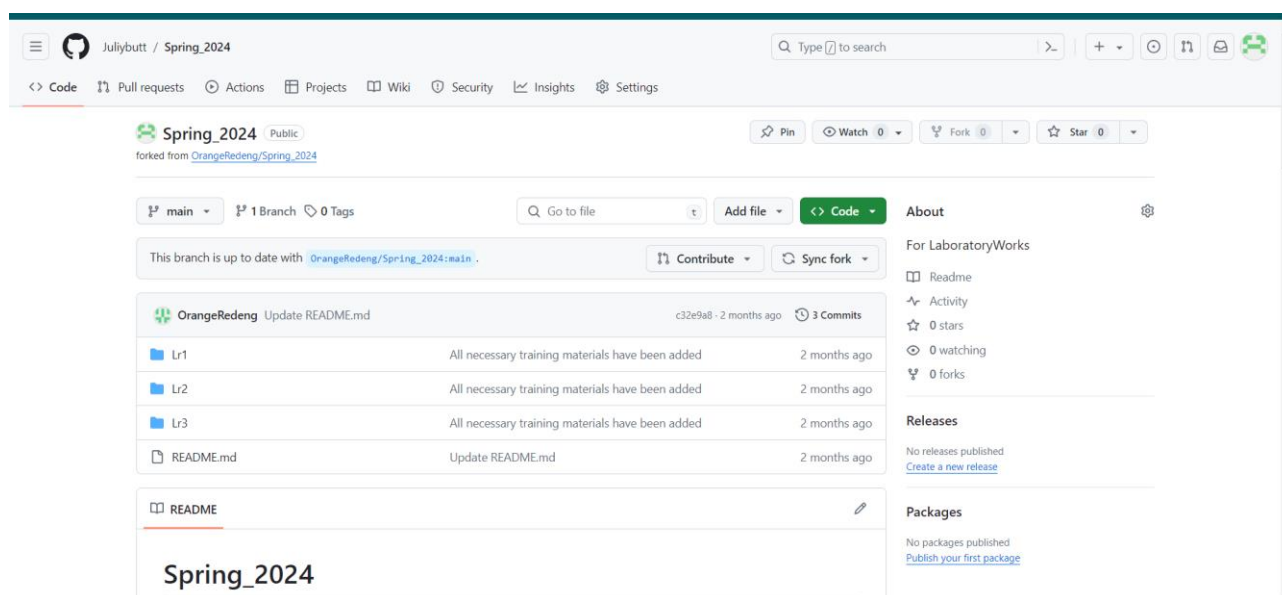 Juliybutt / Spring_2024
Type / to search
Code Pull requests Actions Projects Wiki Security Insights Settings
Spring_2024 Public
Pin Watch 0 Fork 0 Star 0
forked from OrangeRedeng/Spring_2024
main 1 Branch 0 Tags
Go to file t Add file Code
This branch is up to date with OrangeRedeng/Spring_2024:main .
Contribute Sync fork
OrangeRedeng Update README.md c32e9a8 · 2 months ago 3 Commits
Lr1 All necessary training materials have been added 2 months ago
Lr2 All necessary training materials have been added 2 months ago
Lr3 All necessary training materials have been added 2 months ago
README.md Update README.md 2 months ago
README
Spring_2024
About
For LaboratoryWorks
Readme
Activity
0 stars
0 watching
0 forks
Releases
No releases published
Create a new release
Packages
No packages published
Publish your first package